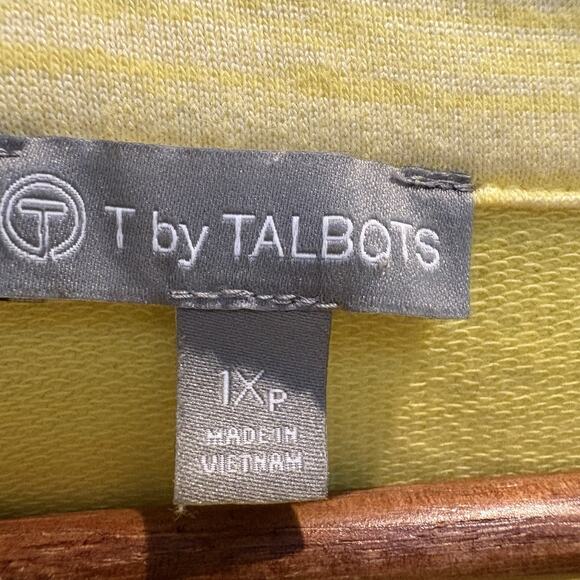 T T by TALBOTS
1XP
MADE IN
VIETNAM